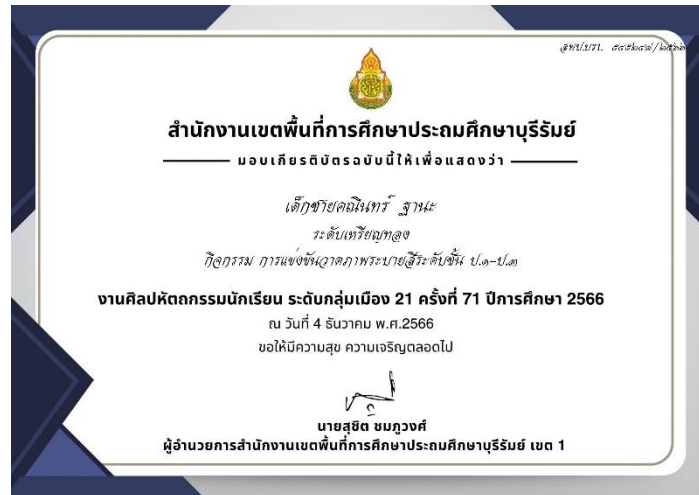 สพป.บร1.
สำนักงานเขตพื้นที่การศึกษาประถมศึกษาบุรีรัมย์
มอบเกียรติบัตรฉบับนี้ให้เพื่อแสดงว่า
เด็กชายคณินทร์ ฐานะ
ระดับเหรียญทอง
กิจกรรม การแข่งขันวาดภาพระบายสีระดับชั้น ป.๑-ป.๓
งานศิลปหัตถกรรมนักเรียน ระดับกลุ่มเมือง 21 ครั้งที่ 71 ปีการศึกษา 2566
ณ วันที่ 4 ธันวาคม พ.ศ.2566
ขอให้มีความสุข ความเจริญตลอดไป
นายสุชิต ชมภูวงศ์
ผู้อำนวยการสำนักงานเขตพื้นที่การศึกษาประถมศึกษาบุรีรัมย์ เขต 1